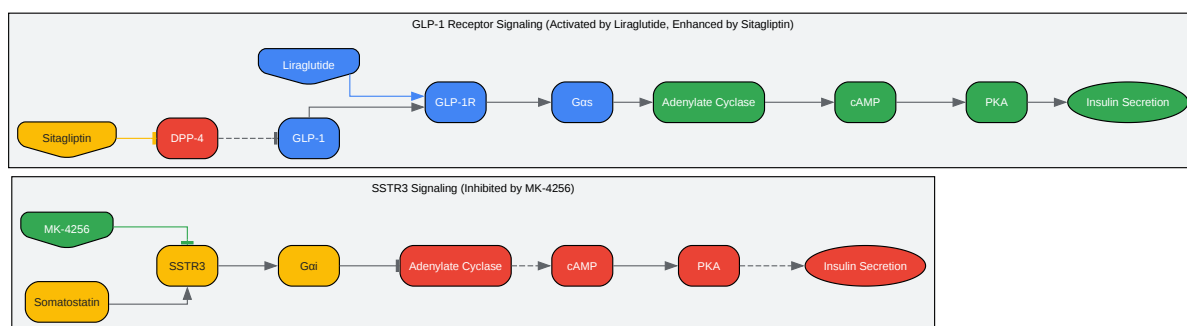 GLP-1 Receptor Signaling (Activated by Liraglutide, Enhanced by Sitagliptin)
Liraglutide
GLP-1R
Gαs
Adenylate Cyclase
cAMP
PKA
Insulin Secretion
Sitagliptin
DPP-4
GLP-1
SSTR3 Signaling (Inhibited by MK-4256)
MK-4256
SSTR3
Gαi
Adenylate Cyclase
cAMP
PKA
Insulin Secretion
Somatostatin